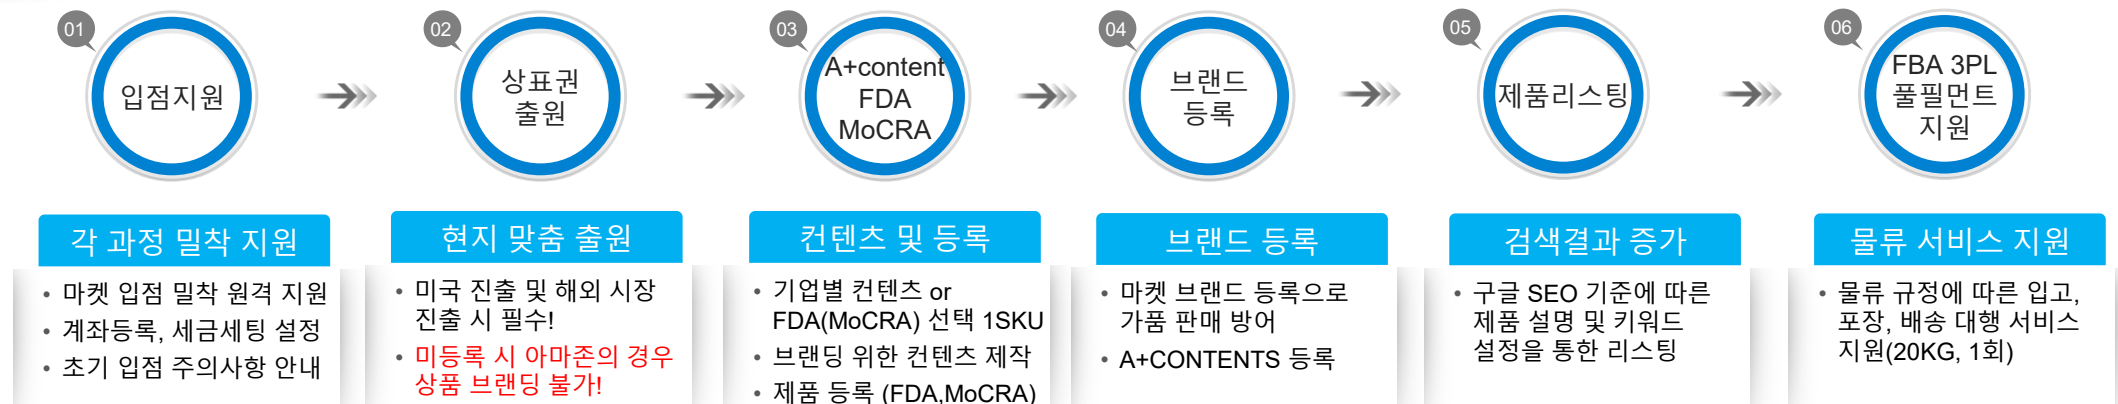 01
입점지원
02
상표권
출원
03
A+content
FDA
MoCRA
04
브랜드
등록
05
제품리스팅
06
FBA 3PL
풀필먼트
지원
각 과정 밀착 지원
• 마켓 입점 밀착 원격 지원
• 계좌등록, 세금세팅 설정
• 초기 입점 주의사항 안내
현지 맞춤 출원
• 미국 진출 및 해외 시장
진출 시 필수!
• 미등록 시 아마존의 경우
상품 브랜딩 불가!
컨텐츠 및 등록
• 기업별 컨텐츠 or
FDA(MoCRA) 선택 1SKU
• 브랜딩 위한 컨텐츠 제작
• 제품 등록 (FDA,MoCRA)
브랜드 등록
• 마켓 브랜드 등록으로
가품 판매 방어
• A+CONTENTS 등록
검색결과 증가
• 구글 SEO 기준에 따른
제품 설명 및 키워드
설정을 통한 리스팅
물류 서비스 지원
• 물류 규정에 따른 입고,
포장, 배송 대행 서비스
지원(20KG, 1회)